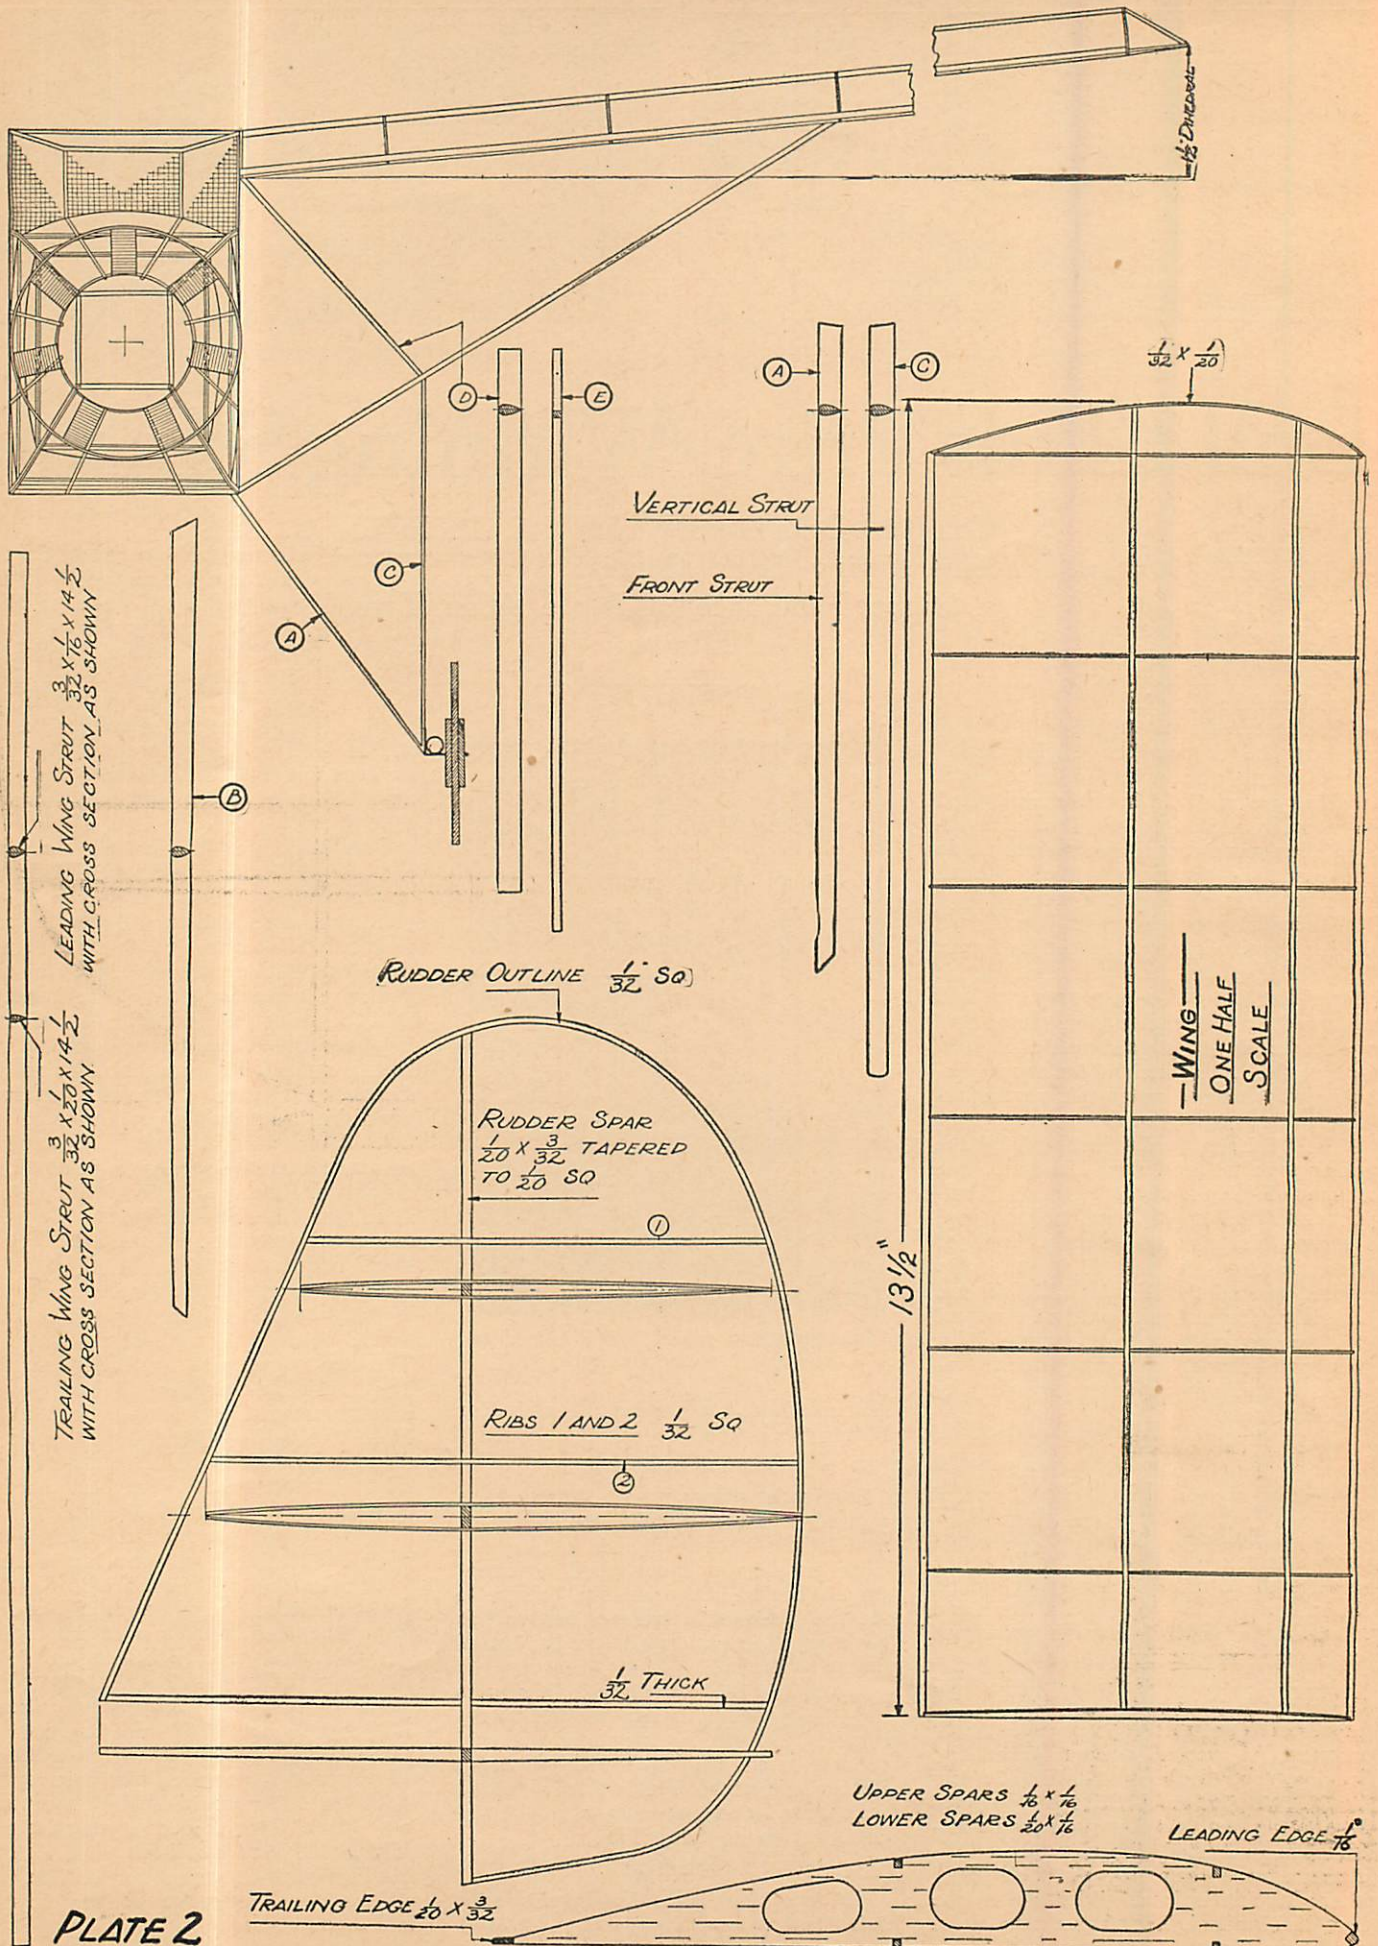 1½" DIHEDRAL
1/32 X 1/20
A
C
D
E
VERTICAL STRUT
FRONT STRUT
C
A
B
LEADING WING STRUT 3/32 X 1/16 X 14 1/2
WITH CROSS SECTION AS SHOWN
TRAILING WING STRUT 3/32 X 1/20 X 14 1/2
WITH CROSS SECTION AS SHOWN
RUDDER OUTLINE 1/32" SQ
RUDDER SPAR
1/20 X 3/32 TAPERED
TO 1/20 SQ
1
RIBS 1 AND 2 1/32 SQ
2
1/32 THICK
13 1/2"
WING
ONE HALF
SCALE
UPPER SPARS 1/16 X 1/16
LOWER SPARS 1/20 X 1/16
LEADING EDGE 1/16"
TRAILING EDGE 1/20 X 3/32
PLATE 2